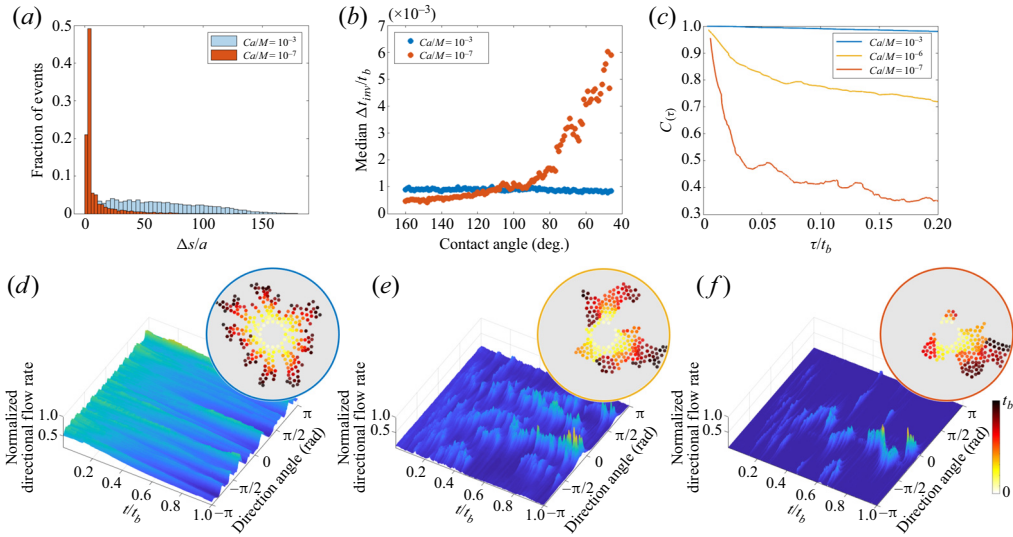 (a)
0.5
0.4
0.3
0.2
0.1
0
Fraction of events
Ca/M = 10⁻³
Ca/M = 10⁻⁷
0 50 100 150
Δs/a
(b)
(×10⁻³)
7
6
5
4
3
2
1
0
Median Δt_inv/t_b
Ca/M = 10⁻³
Ca/M = 10⁻⁷
160 140 120 100 80 60 40
Contact angle (deg.)
(c)
1.0
0.9
0.8
0.7
0.6
0.5
0.4
0.3
C(τ)
Ca/M = 10⁻³
Ca/M = 10⁻⁶
Ca/M = 10⁻⁷
0 0.05 0.10 0.15 0.20
τ/t_b
(d)
Normalized
directional flow rate
1.0
0.5
0.2 0.4 0.6 0.8 1.0
t/t_b
−π −π/2 0 π/2 π
Direction angle (rad)
(e)
Normalized
directional flow rate
1.0
0.5
0.2 0.4 0.6 0.8 1.0
t/t_b
−π −π/2 0 π/2 π
Direction angle (rad)
(f)
Normalized
directional flow rate
1.0
0.5
0.2 0.4 0.6 0.8 1.0
t/t_b
−π −π/2 0 π/2 π
Direction angle (rad)
t_b
0